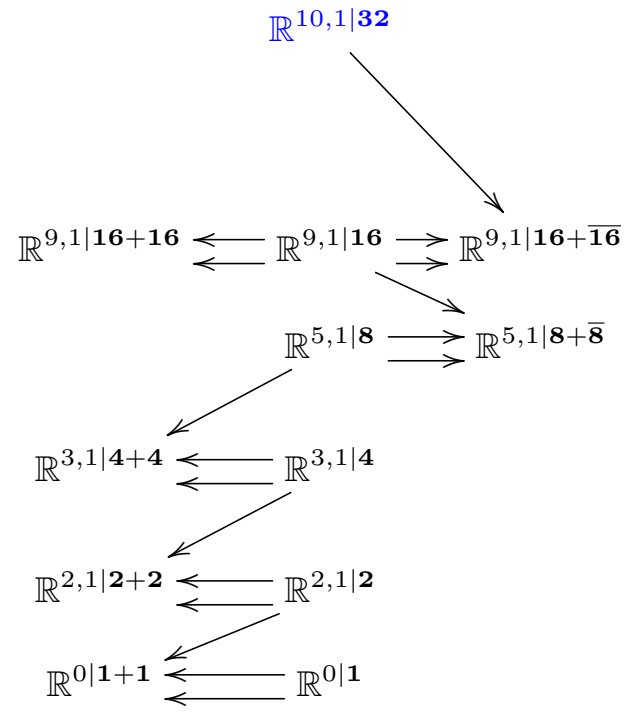 ℝ^{10,1|𝟑𝟐}
ℝ^{9,1|𝟏𝟔+𝟏𝟔} ⇇ ℝ^{9,1|𝟏𝟔} ⇉ ℝ^{9,1|𝟏𝟔+\overline{𝟏𝟔}}
ℝ^{5,1|𝟖} ⇉ ℝ^{5,1|𝟖+\overline{𝟖}}
ℝ^{3,1|𝟒+𝟒} ⇇ ℝ^{3,1|𝟒}
ℝ^{2,1|𝟐+𝟐} ⇇ ℝ^{2,1|𝟐}
ℝ^{0|𝟏+𝟏} ⇇ ℝ^{0|𝟏}